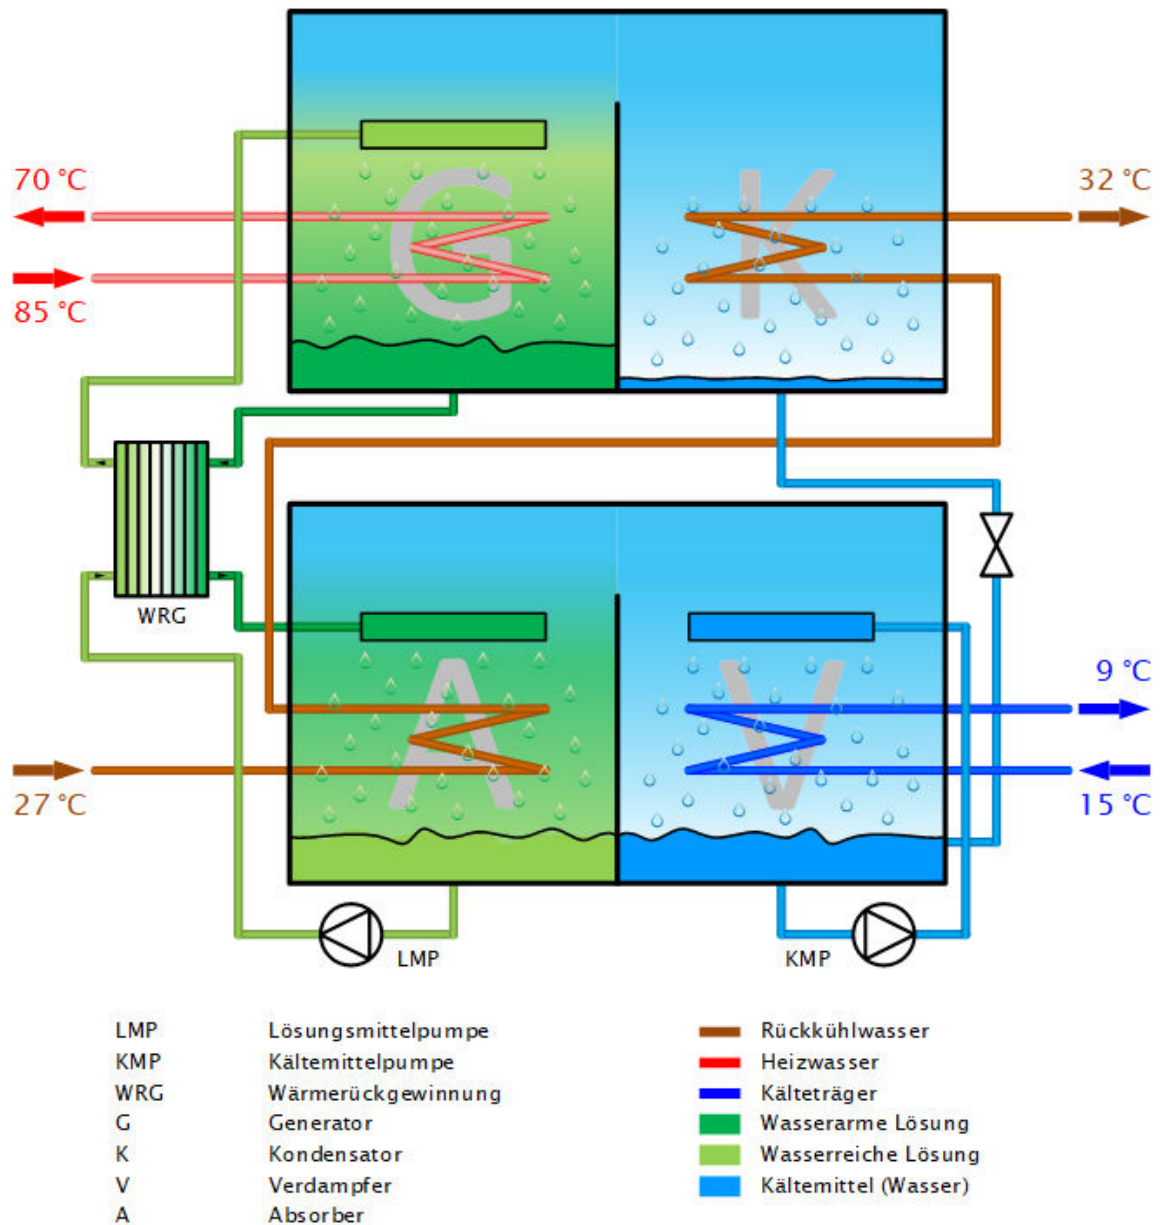 70 °C
85 °C
G
K
32 °C
WRG
A
V
27 °C
9 °C
15 °C
LMP
KMP
LMP Lösungsmittelpumpe
KMP Kältemittelpumpe
WRG Wärmerückgewinnung
G Generator
K Kondensator
V Verdampfer
A Absorber
Rückkühlwasser
Heizwasser
Kälteträger
Wasserarme Lösung
Wasserreiche Lösung
Kältemittel (Wasser)